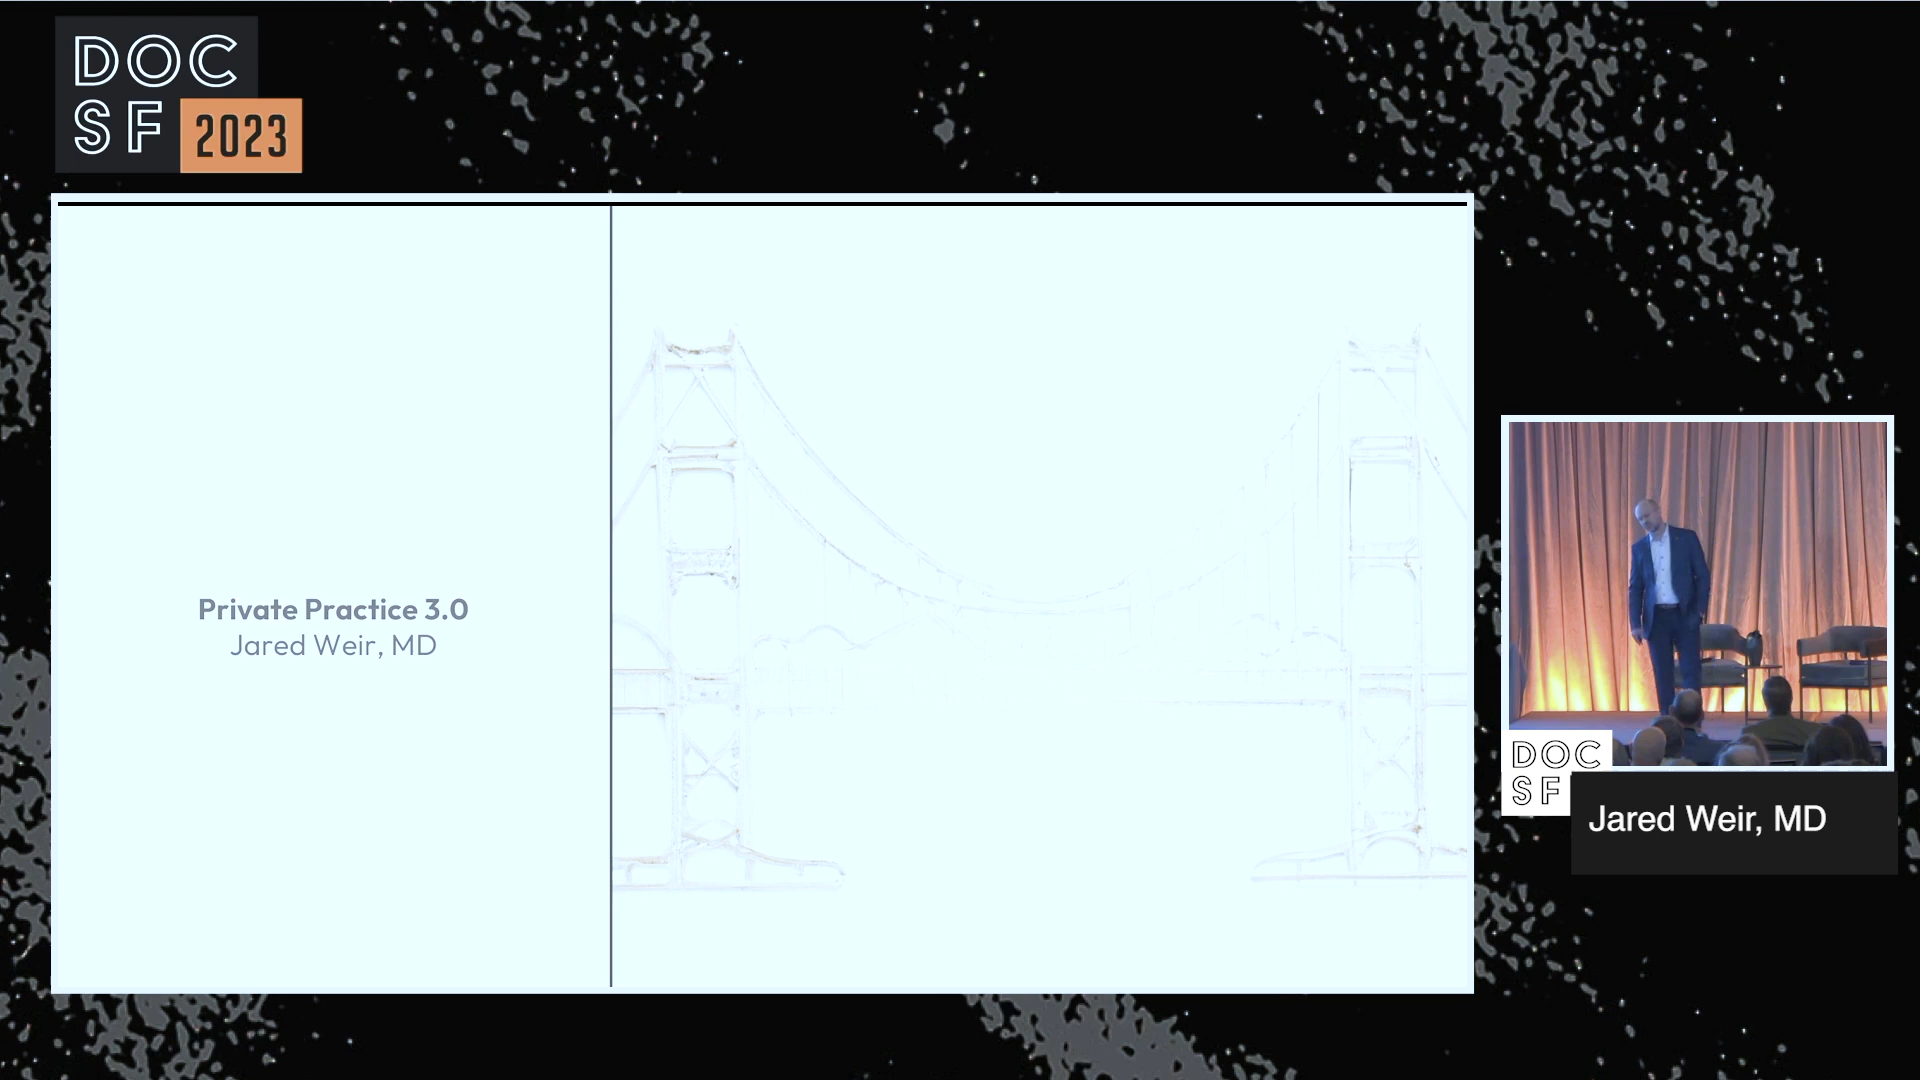 DOC
SF 2023
Private Practice 3.0
Jared Weir, MD
DOC
SF
Jared Weir, MD